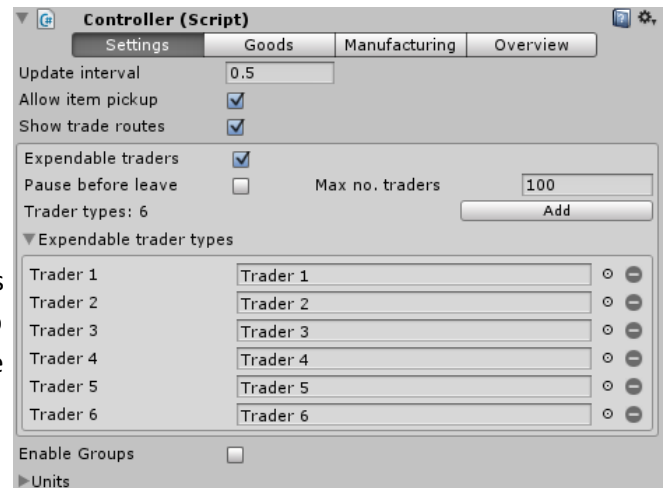 Controller (Script)
Settings Goods Manufacturing Overview
Update interval 0.5
Allow item pickup
Show trade routes
Expendable traders
Pause before leave Max no. traders 100
Trader types: 6 Add
Expendable trader types
Trader 1 Trader 1
Trader 2 Trader 2
Trader 3 Trader 3
Trader 4 Trader 4
Trader 5 Trader 5
Trader 6 Trader 6
Enable Groups
Units